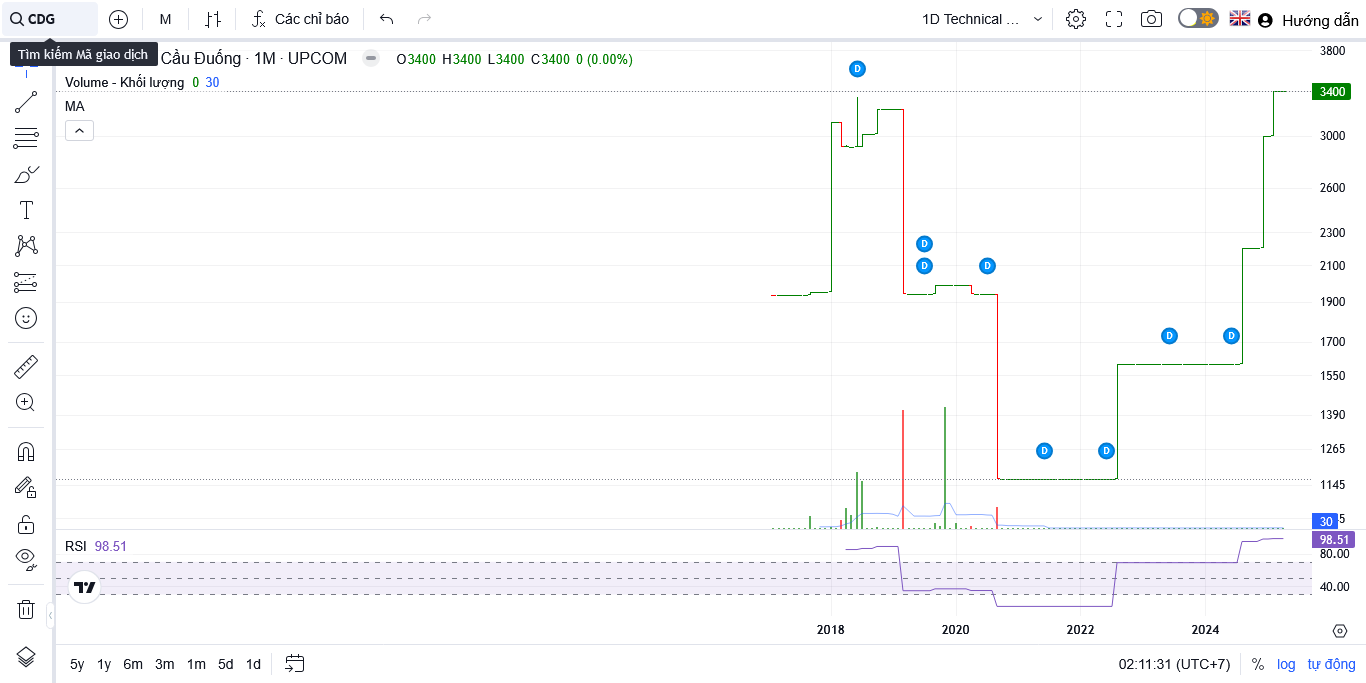 CDG
M
Các chỉ báo
1D Technical ...
Hướng dẫn
Tìm kiếm Mã giao dịch
Cầu Đuống · 1M · UPCOM
O3400 H3400 L3400 C3400 0 (0.00%)
Volume - Khối lượng 0 30
MA
D
D
D
D
D
D
D
D
3800
3400
3000
2600
2300
2100
1900
1700
1550
1390
1265
1145
5
30
RSI 98.51
98.51
80.00
40.00
2018 2020 2022 2024
5y 1y 6m 3m 1m 5d 1d
02:11:31 (UTC+7)
% log tự động